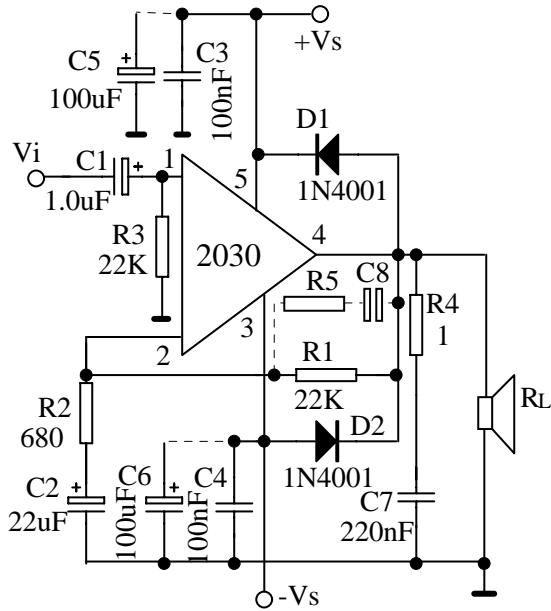 +Vs
C5
100uF
C3
100nF
D1
1N4001
Vi
C1
1.0uF
1
5
R3
22K
2030
4
2
3
R5
C8
R4
1
R1
22K
RL
R2
680
D2
1N4001
C2
22uF
C6
100uF
C4
100nF
C7
220nF
-Vs